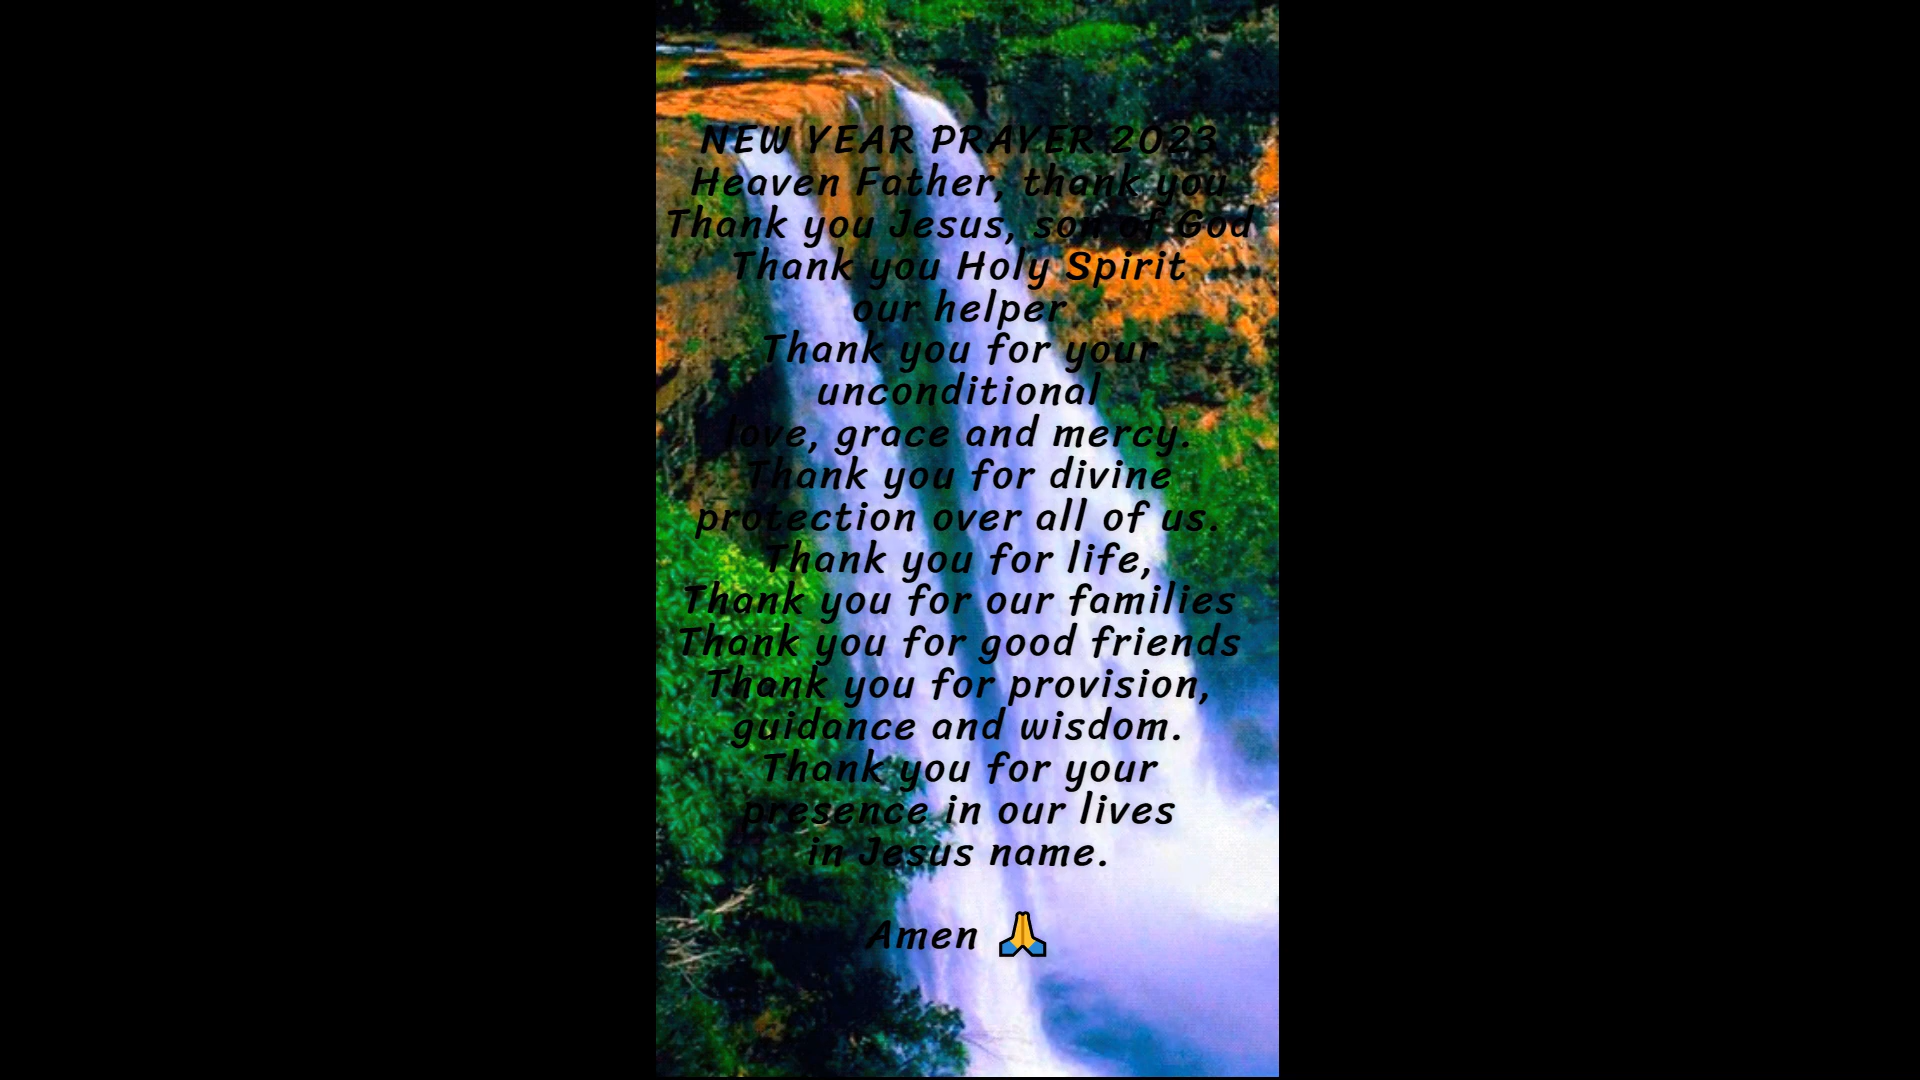 NEW YEAR PRAYER 2023
Heaven Father, thank you
Thank you Jesus, son of God
Thank you Holy Spirit
our helper
Thank you for your
unconditional
love, grace and mercy.
Thank you for divine
protection over all of us.
Thank you for life,
Thank you for our families
Thank you for good friends
Thank you for provision,
guidance and wisdom.
Thank you for your
presence in our lives
in Jesus name.
Amen 🙏